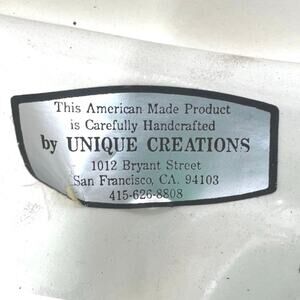 This American Made Product
is Carefully Handcrafted
by UNIQUE CREATIONS
1012 Bryant Street
San Francisco, CA. 94103
415-626-8808